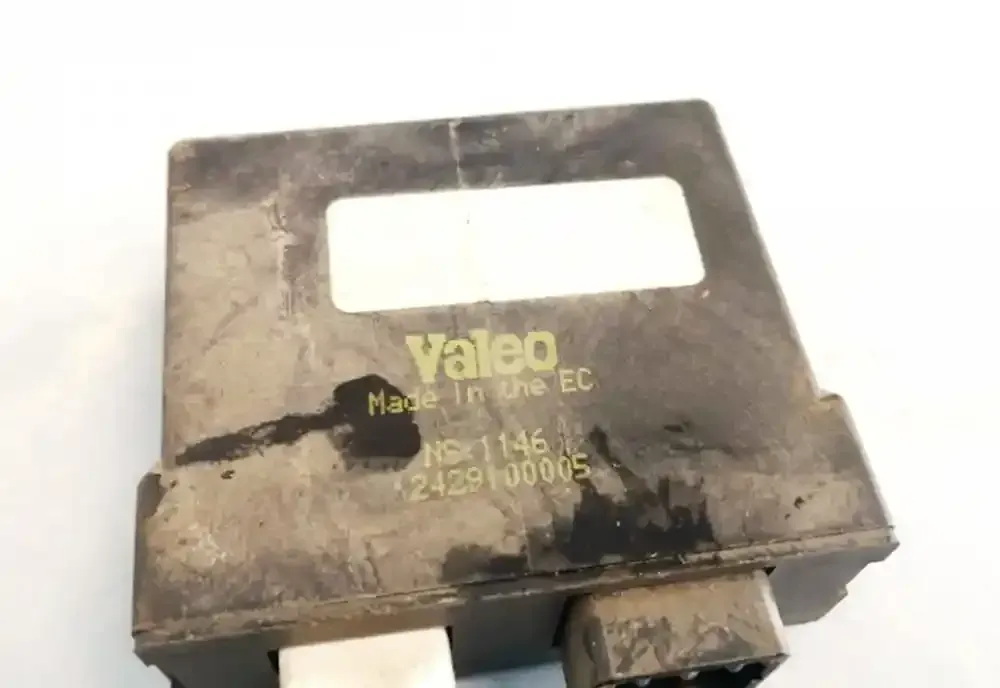 Valeo
Made in the EC
NS 1146
2429100005